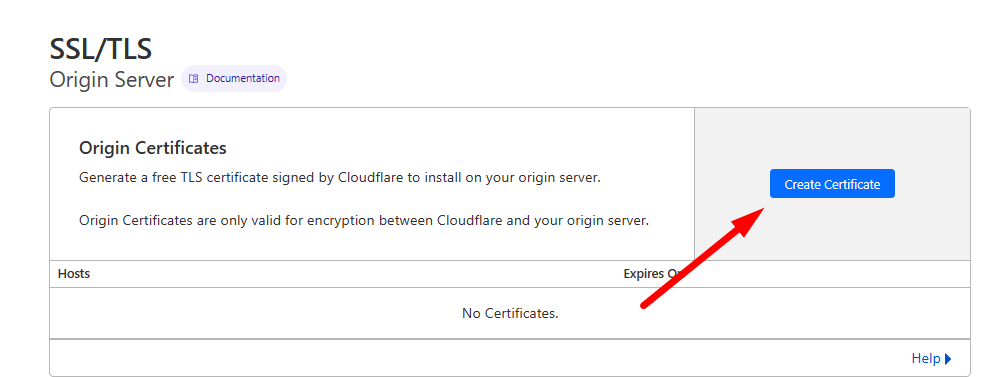 SSL/TLS
Origin Server
Documentation
Origin Certificates
Generate a free TLS certificate signed by Cloudflare to install on your origin server.
Create Certificate
Origin Certificates are only valid for encryption between Cloudflare and your origin server.
Hosts
Expires
No Certificates.
Help